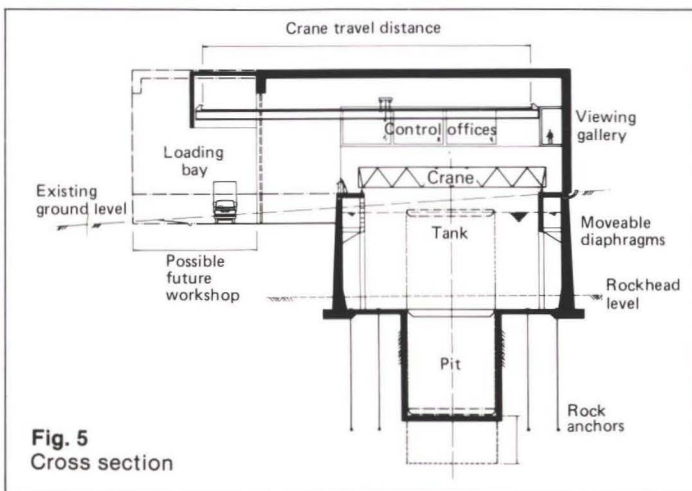 Crane travel distance
Control offices
Viewing
gallery
Loading
bay
Crane
Existing
ground level
Tank
Moveable
diaphragms
Possible
future
workshop
Rockhead
level
Pit
Rock
anchors
Fig. 5
Cross section